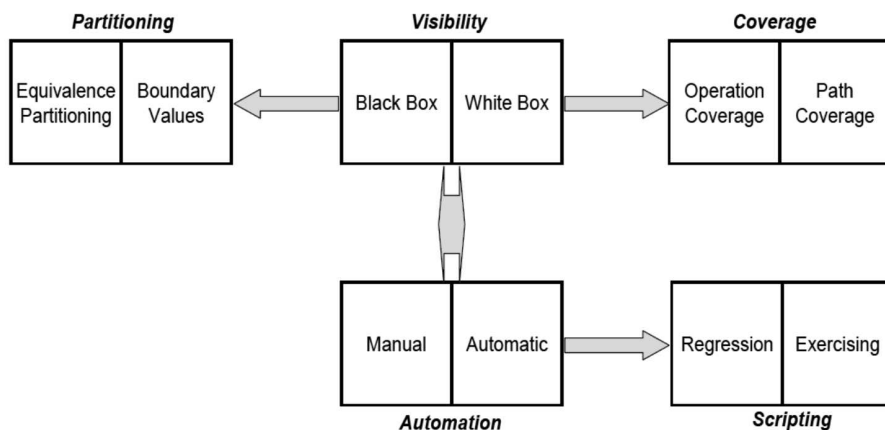 Partitioning
Visibility
Coverage
Equivalence
Partitioning
Boundary
Values
Black Box
White Box
Operation
Coverage
Path
Coverage
Manual
Automatic
Regression
Exercising
Automation
Scripting